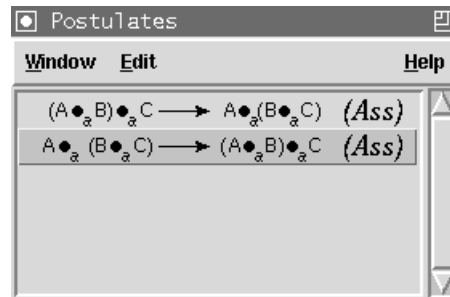 Postulates
Window Edit Help
(A●ₐB)●ₐC ⟶ A●ₐ(B●ₐC) (Ass)
A●ₐ (B●ₐC) ⟶ (A●ₐB)●ₐC (Ass)